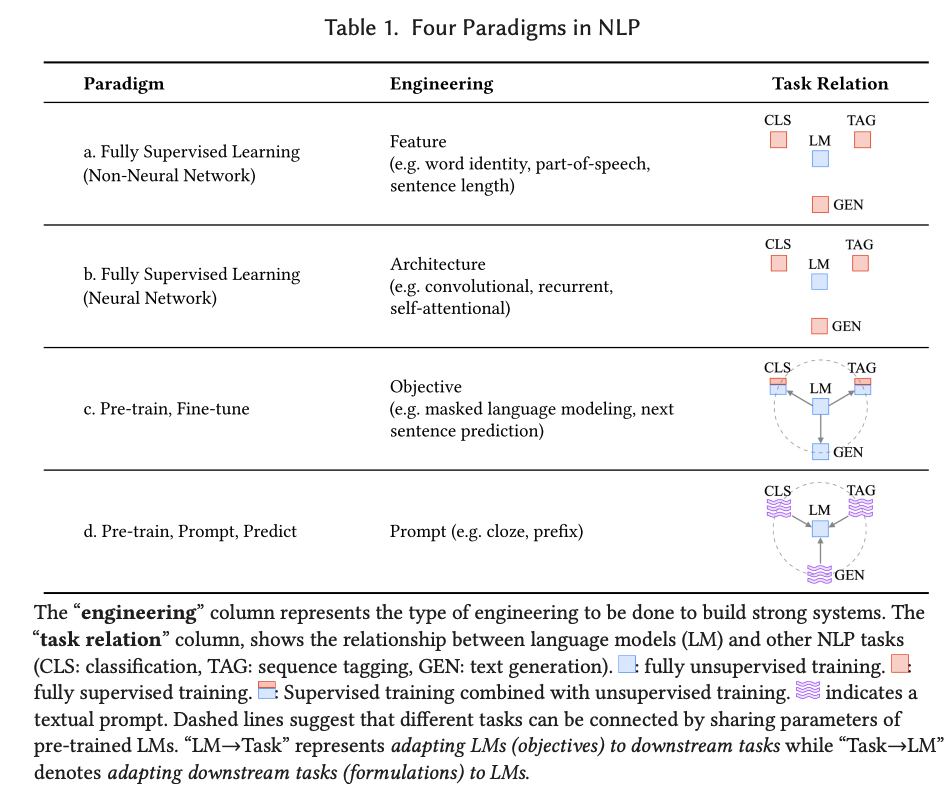 Table 1. Four Paradigms in NLP
Paradigm Engineering Task Relation
a. Fully Supervised Learning
(Non-Neural Network)
Feature
(e.g. word identity, part-of-speech,
sentence length)
CLS TAG
LM
GEN
b. Fully Supervised Learning
(Neural Network)
Architecture
(e.g. convolutional, recurrent,
self-attentional)
CLS TAG
LM
GEN
c. Pre-train, Fine-tune
Objective
(e.g. masked language modeling, next
sentence prediction)
CLS TAG
LM
GEN
d. Pre-train, Prompt, Predict
Prompt (e.g. cloze, prefix)
CLS TAG
LM
GEN
The “engineering” column represents the type of engineering to be done to build strong systems. The
“task relation” column, shows the relationship between language models (LM) and other NLP tasks
(CLS: classification, TAG: sequence tagging, GEN: text generation). : fully unsupervised training. :
fully supervised training. : Supervised training combined with unsupervised training. indicates a
textual prompt. Dashed lines suggest that different tasks can be connected by sharing parameters of
pre-trained LMs. “LM→Task” represents adapting LMs (objectives) to downstream tasks while “Task→LM”
denotes adapting downstream tasks (formulations) to LMs.